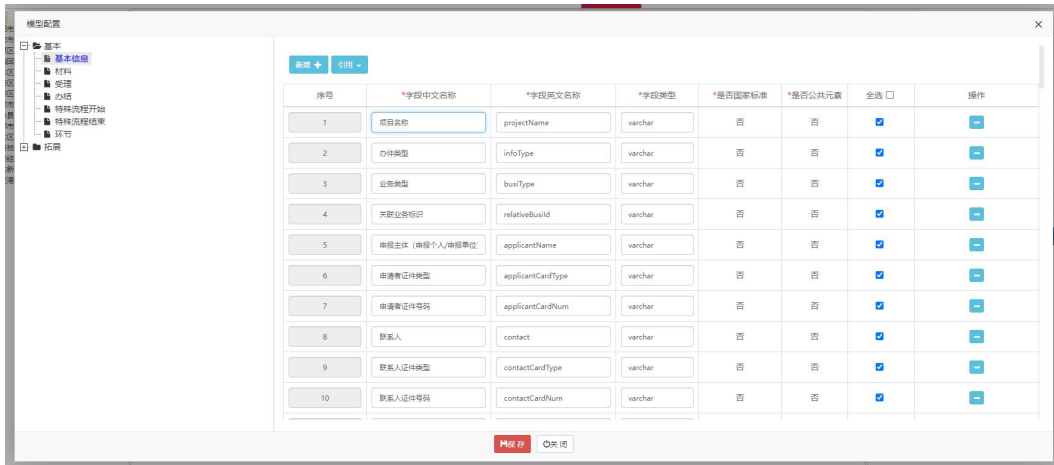 模型配置
×
基本
基本信息
材料
受理
办结
特殊流程开始
特殊流程结束
环节
拓展
新增 引用
序号 *字段中文名称 *字段英文名称 *字段类型 *是否国家标准 *是否公共元素 全选 操作
1 项目名称 projectName varchar 否 否
2 办件类型 infoType varchar 否 否
3 业务类型 busiType varchar 否 否
4 关联业务标识 relativeBusiId varchar 否 否
5 申报主体（申报个人/申报单位 applicantName varchar 否 否
6 申请者证件类型 applicantCardType varchar 否 否
7 申请者证件号码 applicantCardNum varchar 否 否
8 联系人 contact varchar 否 否
9 联系人证件类型 contactCardType varchar 否 否
10 联系人证件号码 contactCardNum varchar 否 否
保存 关闭